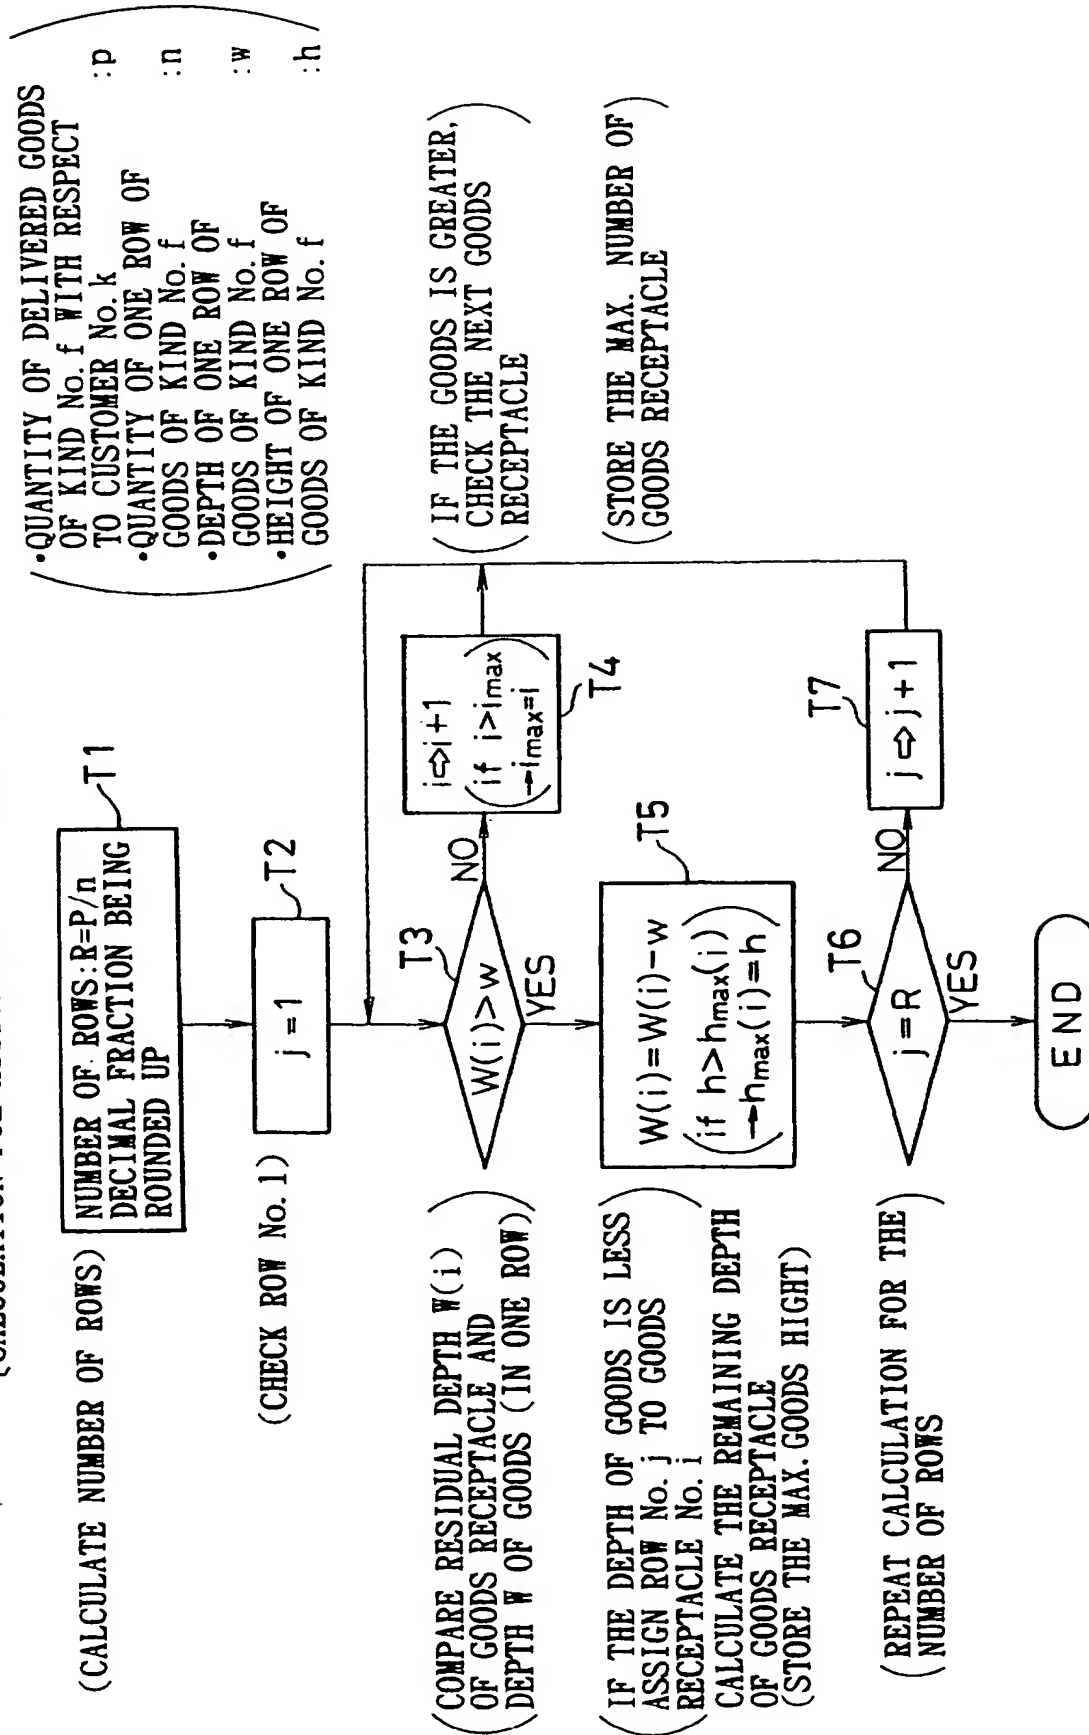 •QUANTITY OF DELIVERED GOODS
OF KIND No.f WITH RESPECT
TO CUSTOMER No.k :p
•QUANTITY OF ONE ROW OF
GOODS OF KIND No.f :n
•DEPTH OF ONE ROW OF
GOODS OF KIND No.f :w
•HEIGHT OF ONE ROW OF
GOODS OF KIND No.f :h
(CALCULATE NUMBER OF ROWS)
NUMBER OF ROWS:R=P/n
DECIMAL FRACTION BEING
ROUNDED UP
T1
(CHECK ROW No.1)
j=1
T2
(COMPARE RESIDUAL DEPTH W(i)
OF GOODS RECEPTACLE AND
DEPTH W OF GOODS (IN ONE ROW))
W(i)>w
T3
NO
YES
i⇨i+1
(if i>imax
→imax=i)
T4
(IF THE GOODS IS GREATER,
CHECK THE NEXT GOODS
RECEPTACLE)
(IF THE DEPTH OF GOODS IS LESS
ASSIGN ROW No.j TO GOODS
RECEPTACLE No.i)
CALCULATE THE REMAINING DEPTH
OF GOODS RECEPTACLE
(STORE THE MAX.GOODS HIGHT)
W(i)=W(i)-w
(if h>hmax(i)
→hmax(i)=h)
T5
(STORE THE MAX. NUMBER OF
GOODS RECEPTACLE)
(REPEAT CALCULATION FOR THE
NUMBER OF ROWS)
j=R
T6
NO
YES
j⇨j+1
T7
END